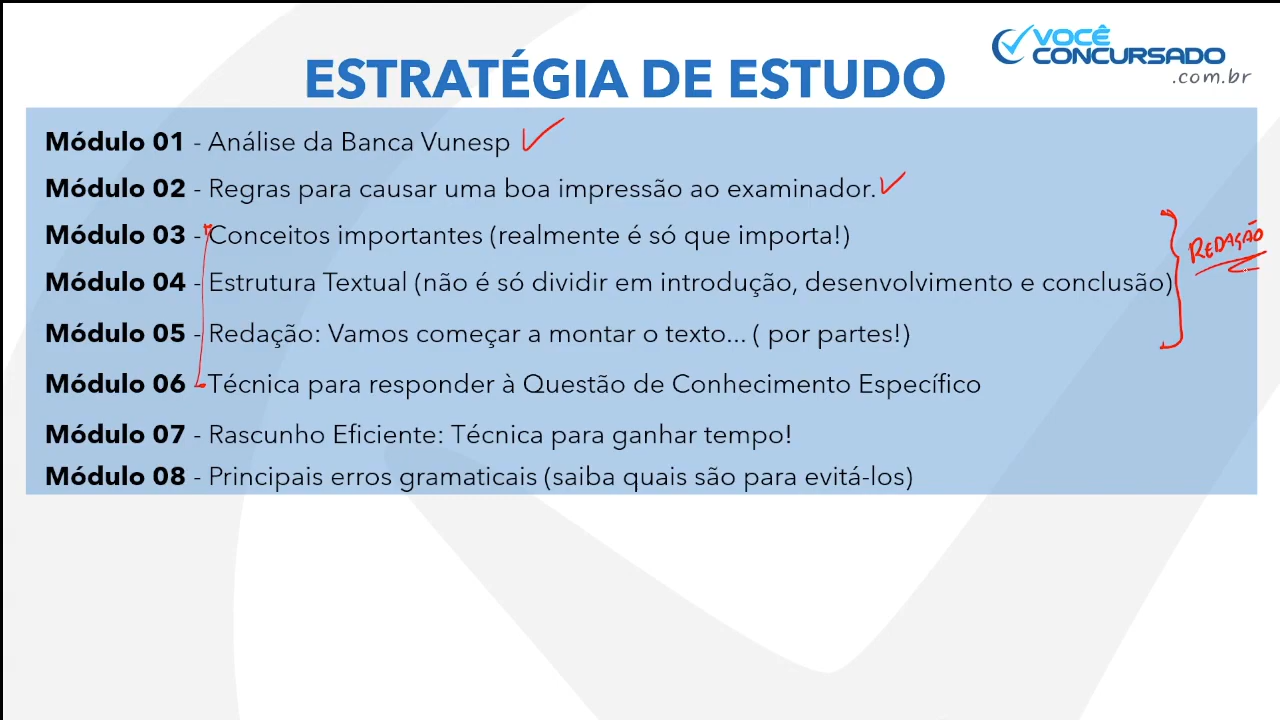 VOCÊ
CONCURSADO
.com.br
ESTRATÉGIA DE ESTUDO
Módulo 01 - Análise da Banca Vunesp
Módulo 02 - Regras para causar uma boa impressão ao examinador.
Módulo 03 - Conceitos importantes (realmente é só que importa!)
Módulo 04 - Estrutura Textual (não é só dividir em introdução, desenvolvimento e conclusão)
REDAÇÃO
Módulo 05 - Redação: Vamos começar a montar o texto... ( por partes!)
Módulo 06 - Técnica para responder à Questão de Conhecimento Específico
Módulo 07 - Rascunho Eficiente: Técnica para ganhar tempo!
Módulo 08 - Principais erros gramaticais (saiba quais são para evitá-los)